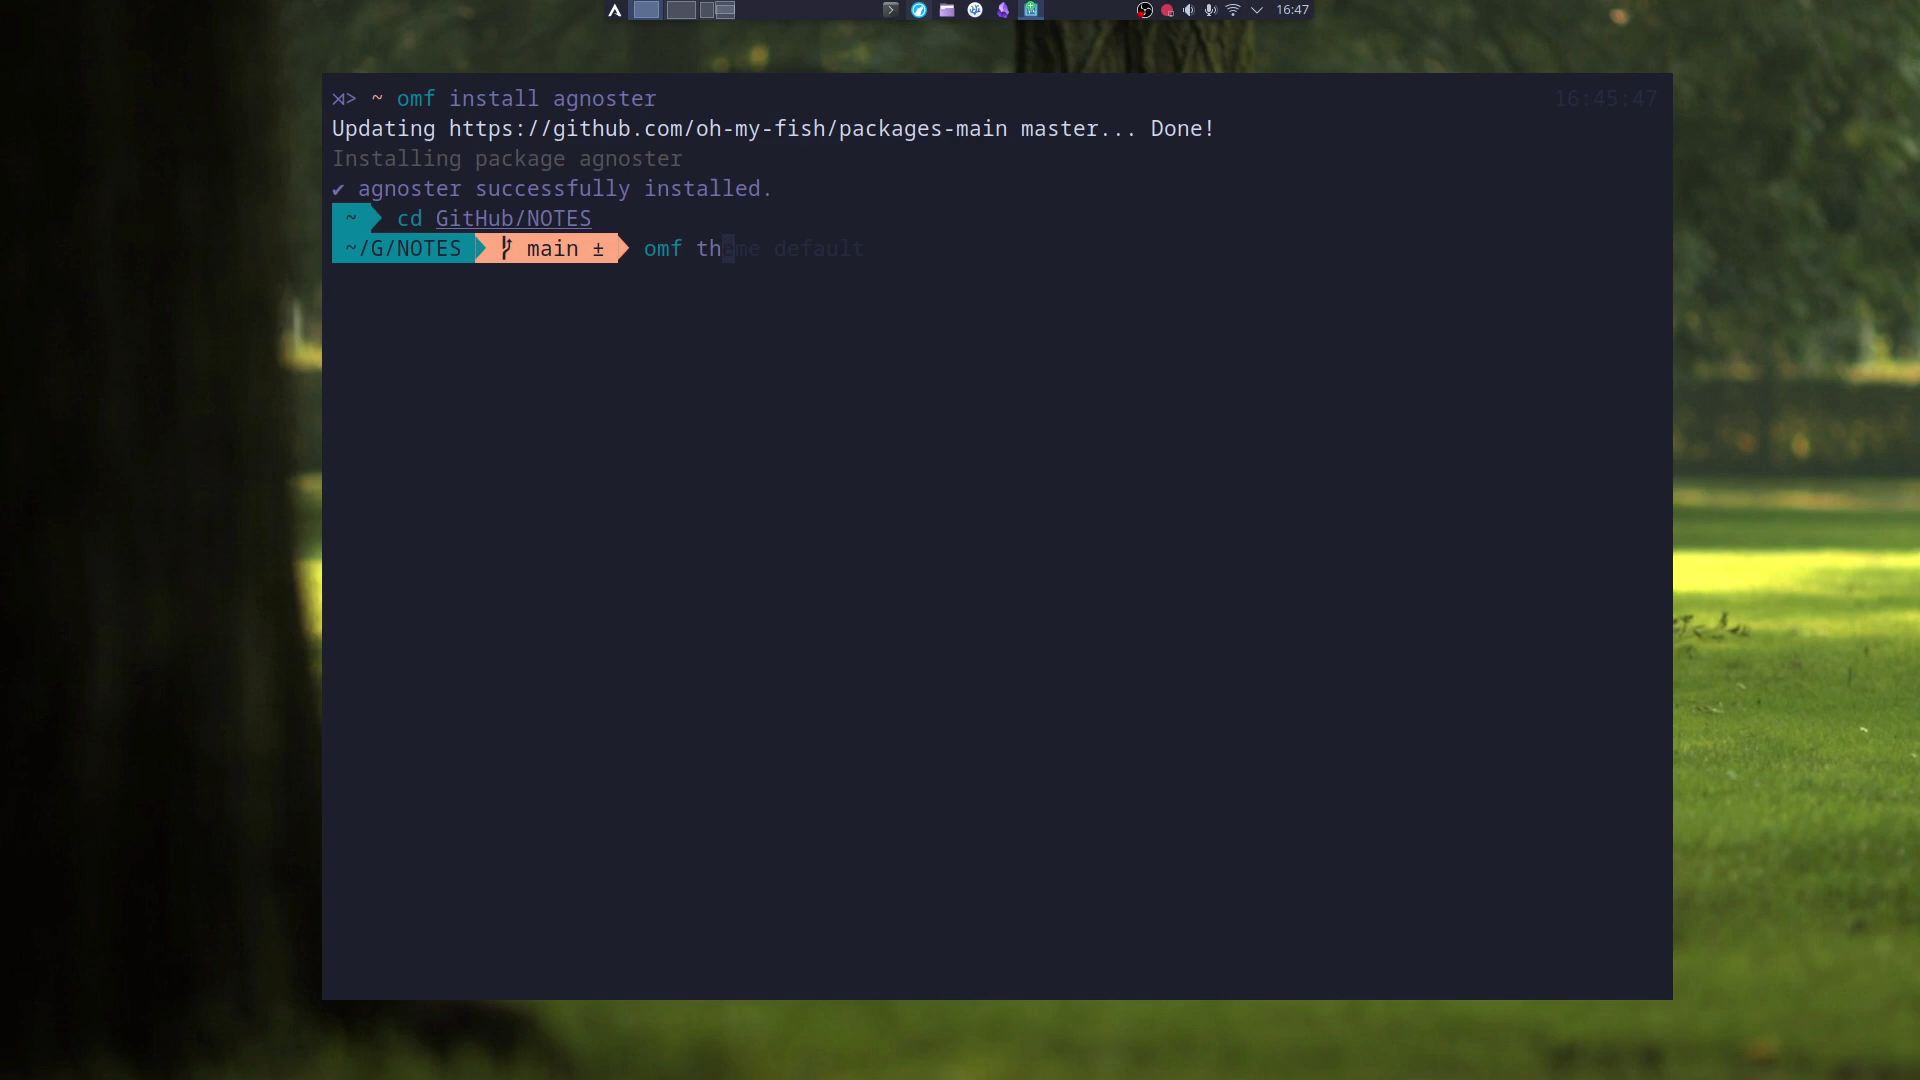 16:47
⋊> ~ omf install agnoster 16:45:47
Updating https://github.com/oh-my-fish/packages-main master... Done!
Installing package agnoster
✔ agnoster successfully installed.
~ cd GitHub/NOTES
~/G/NOTES main ± omf theme default